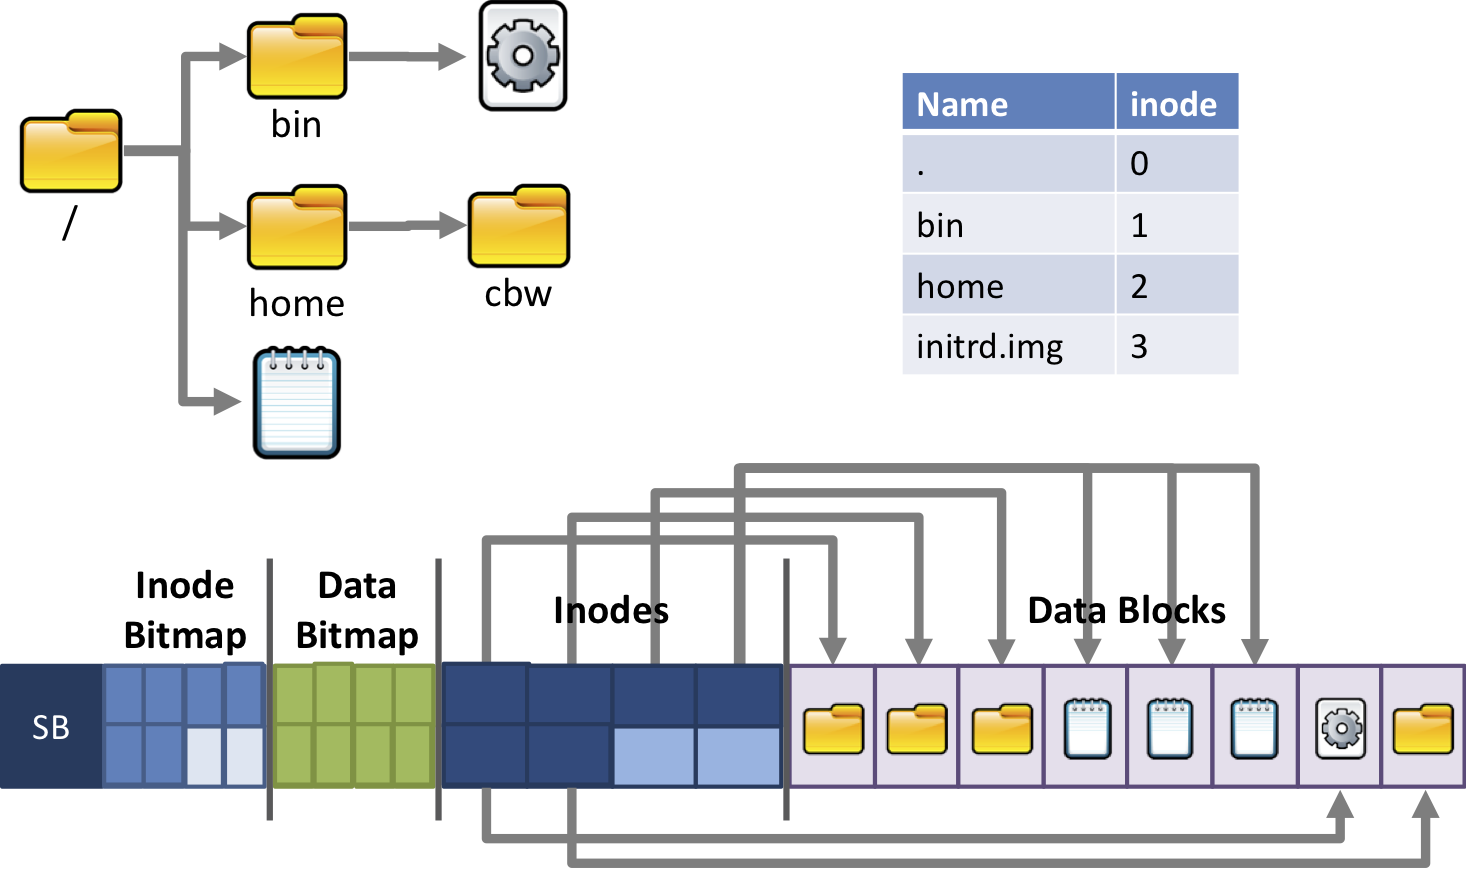 bin
/
home
cbw
Name inode
. 0
bin 1
home 2
initrd.img 3
Inode
Bitmap
Data
Bitmap
Inodes
Data Blocks
SB